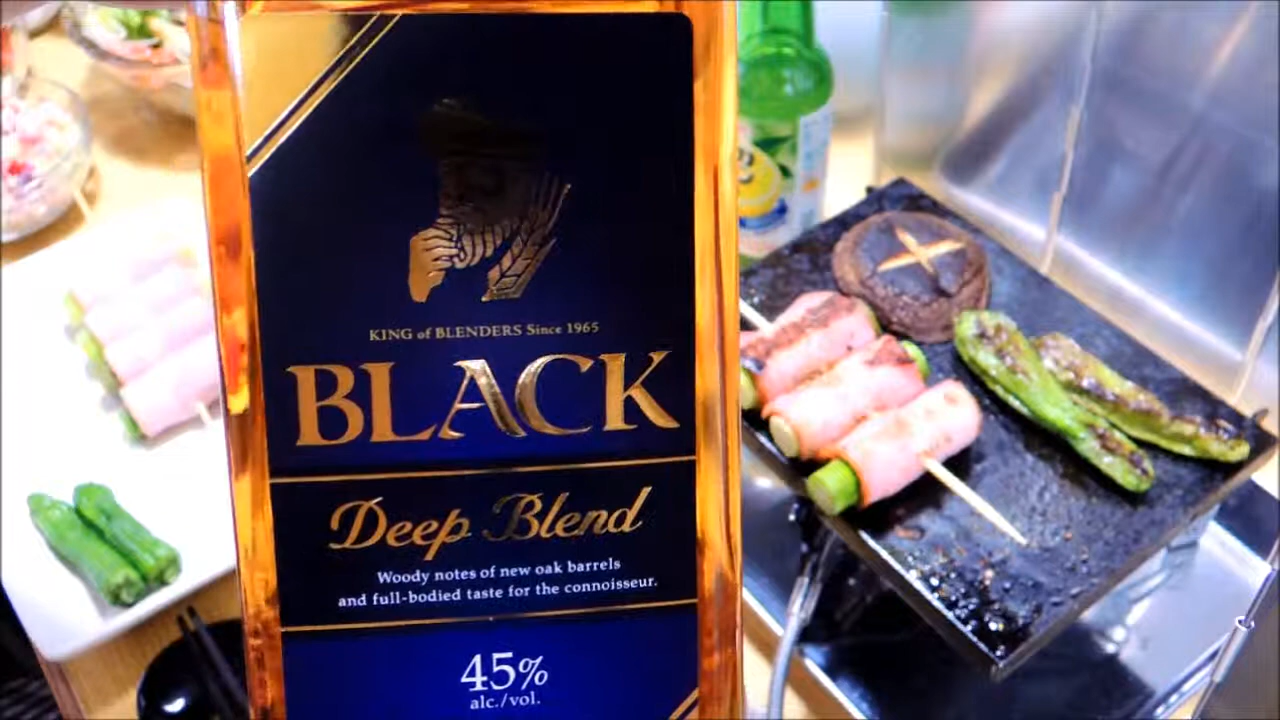 KING of BLENDERS Since 1965
BLACK
Deep Blend
Woody notes of new oak barrels
and full-bodied taste for the connoisseur.
45%
alc./vol.